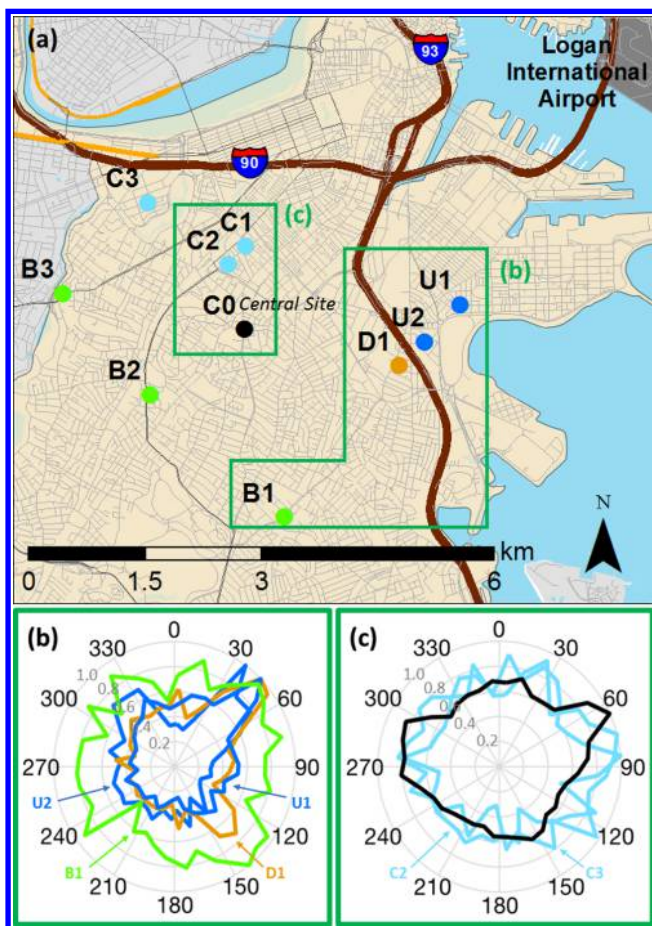 (a)
93
Logan
International
Airport
90
C3
C1
(c)
C2
B3
(b)
U1
C0 Central Site
U2
D1
B2
B1
N
km
0 1.5 3 6
(b) 0
330 30
300 1.0 60
0.8
0.6
0.4
0.2
270 90
U2 U1
240 120
B1 D1
210 150
180
(c) 0
330 30
300 1.0 60
0.8
0.6
0.4
0.2
270 90
240 120
C2 C3
210 150
180